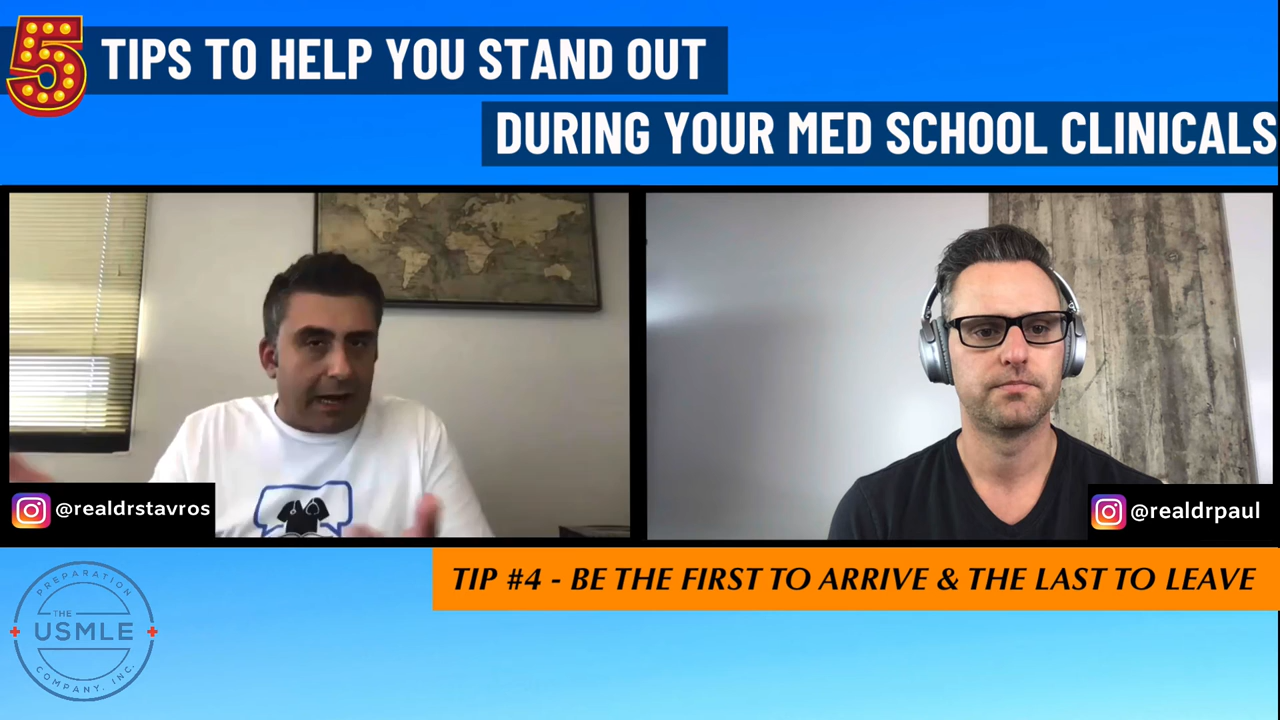 5 TIPS TO HELP YOU STAND OUT
DURING YOUR MED SCHOOL CLINICALS
@realdrstavros
@realdrpaul
TIP #4 - BE THE FIRST TO ARRIVE & THE LAST TO LEAVE
PREPARATION
THE
USMLE
COMPANY, INC.